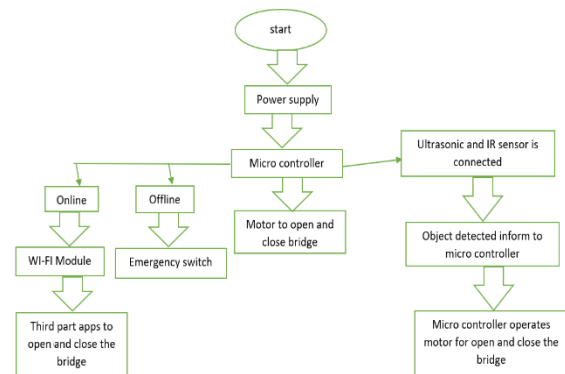 start
Power supply
Micro controller
Ultrasonic and IR sensor is
connected
Online
Offline
Motor to open and
close bridge
Object detected inform to
micro controller
WI-FI Module
Emergency switch
Third part apps to
open and close the
bridge
Micro controller operates
motor for open and close the
bridge